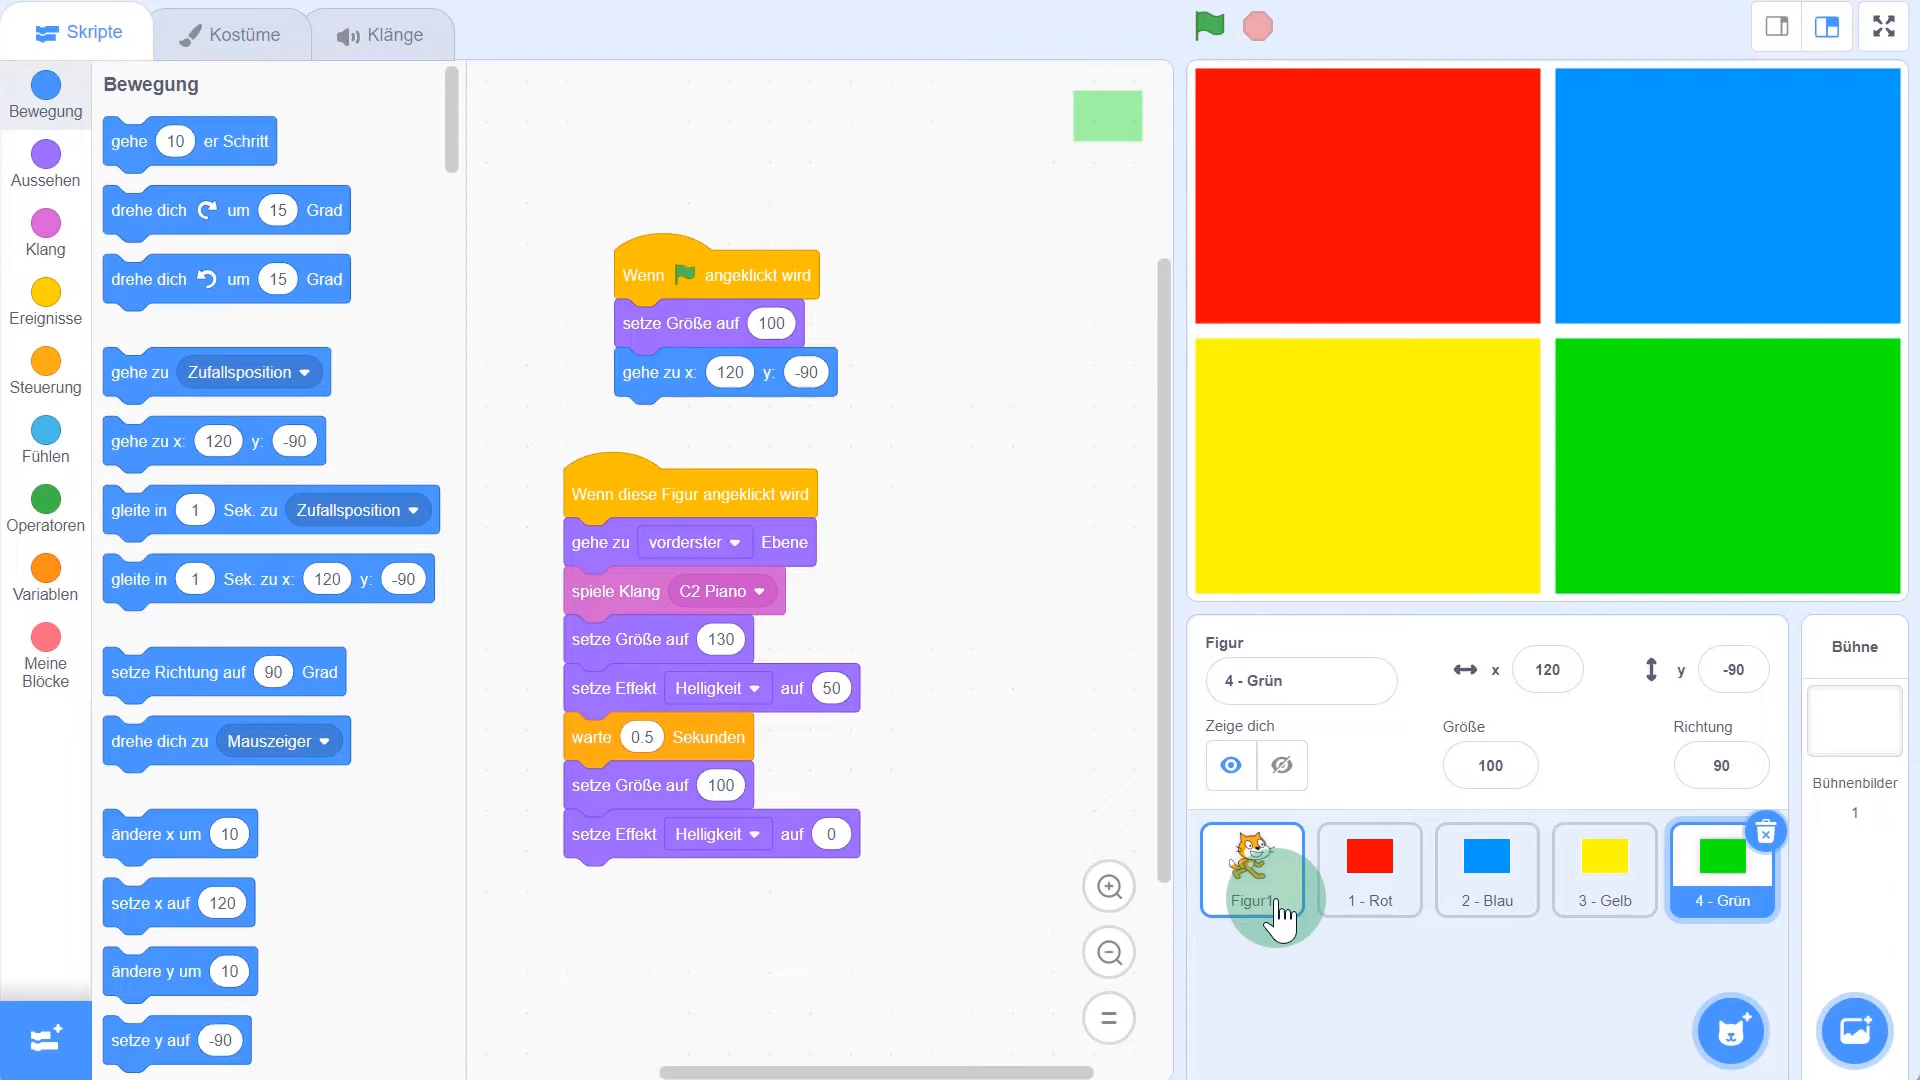 Skripte
Kostüme
Klänge
Bewegung
Aussehen
Klang
Ereignisse
Steuerung
Fühlen
Operatoren
Variablen
Meine
Blöcke
Bewegung
gehe 10 er Schritt
drehe dich um 15 Grad
drehe dich um 15 Grad
gehe zu Zufallsposition
gehe zu x: 120 y: -90
gleite in 1 Sek. zu Zufallsposition
gleite in 1 Sek. zu x: 120 y: -90
setze Richtung auf 90 Grad
drehe dich zu Mauszeiger
ändere x um 10
setze x auf 120
ändere y um 10
setze y auf -90
Wenn angeklickt wird
setze Größe auf 100
gehe zu x: 120 y: -90
Wenn diese Figur angeklickt wird
gehe zu vorderster Ebene
spiele Klang C2 Piano
setze Größe auf 130
setze Effekt Helligkeit auf 50
warte 0.5 Sekunden
setze Größe auf 100
setze Effekt Helligkeit auf 0
Figur
4 - Grün
x 120
y -90
Zeige dich
Größe
100
Richtung
90
Figur1
1 - Rot
2 - Blau
3 - Gelb
4 - Grün
Bühne
Bühnenbilder
1